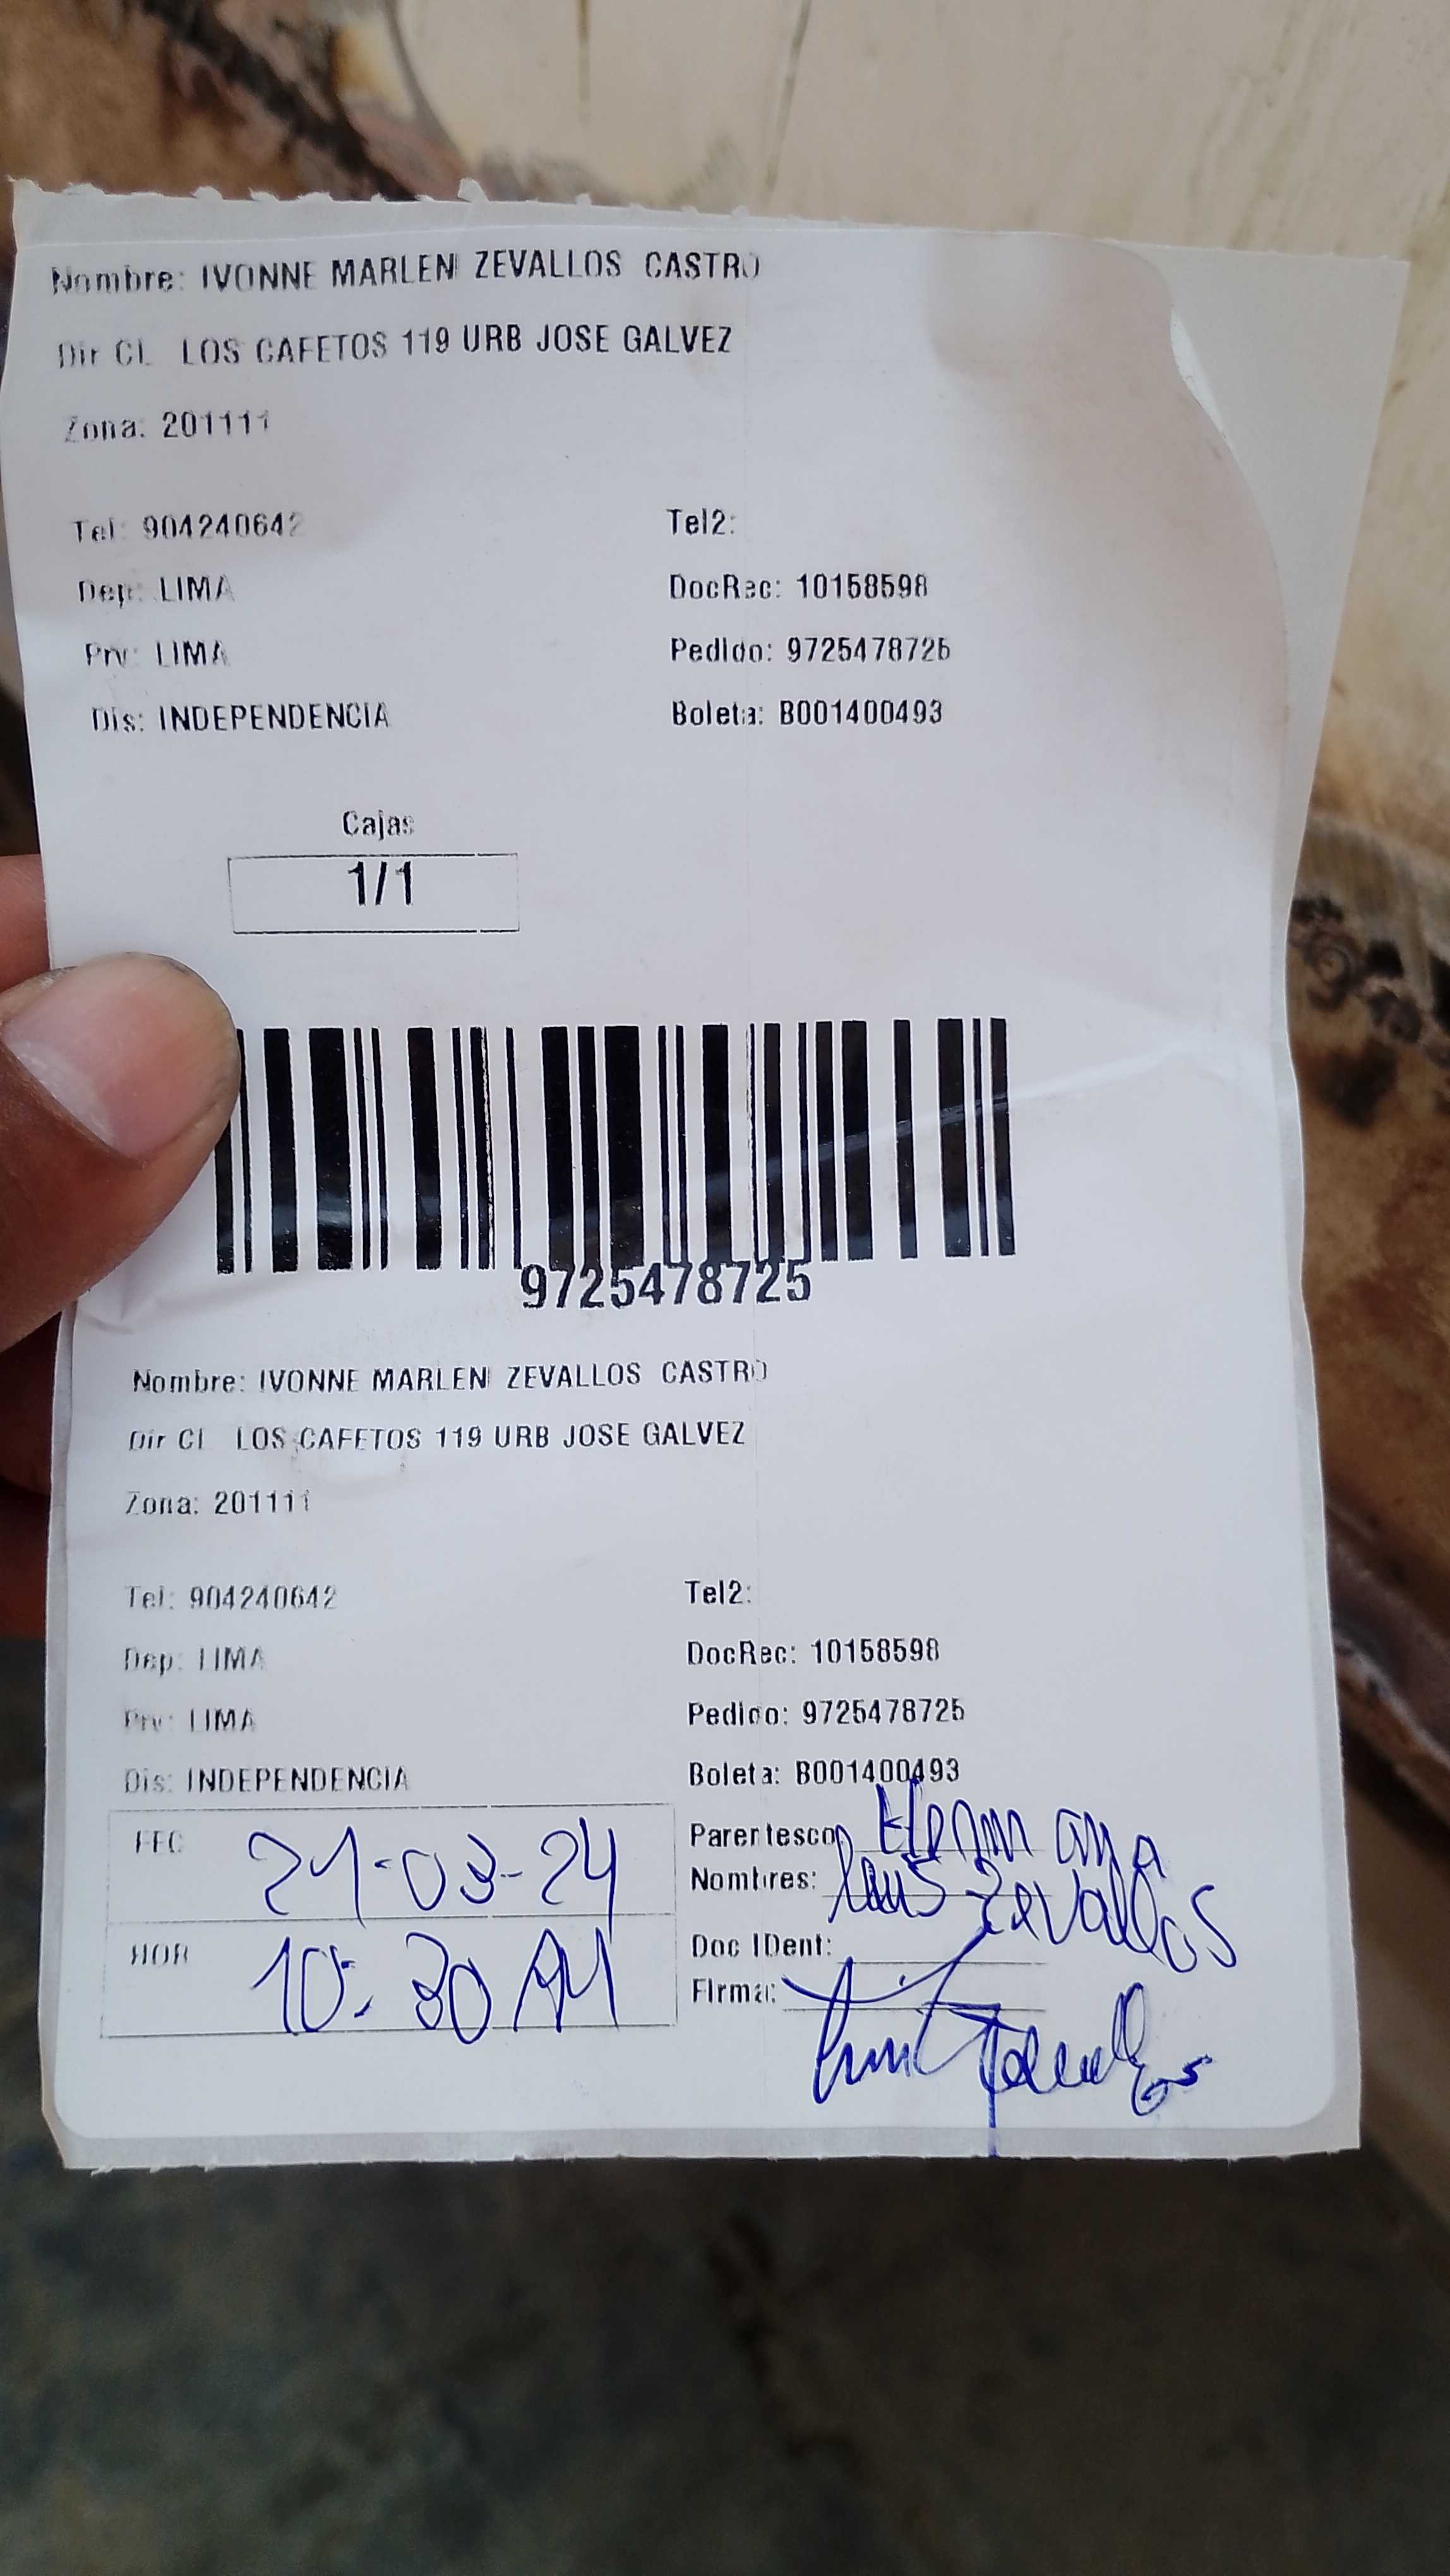 Nombre: IVONNE MARLENI ZEVALLOS CASTRO
Dir CL LOS CAFETOS 119 URB JOSE GALVEZ
Zona: 201111
Tel: 904240642 Tel2:
Dep: LIMA DocRec: 10158598
Prv: LIMA Pedido: 9725478725
Dis: INDEPENDENCIA Boleta: B001400493
Cajas
1/1
9725478725
Nombre: IVONNE MARLENI ZEVALLOS CASTRO
Dir CL LOS CAFETOS 119 URB JOSE GALVEZ
Zona: 201111
Tel: 904240642 Tel2:
Dep: LIMA DocRec: 10158598
Prv: LIMA Pedido: 9725478725
Dis: INDEPENDENCIA Boleta: B001400493
FEC 21-03-24 Parentesco: Hermana
Nombres: Zevallos
HOR 10:30 AM Doc IDent:
Firma: